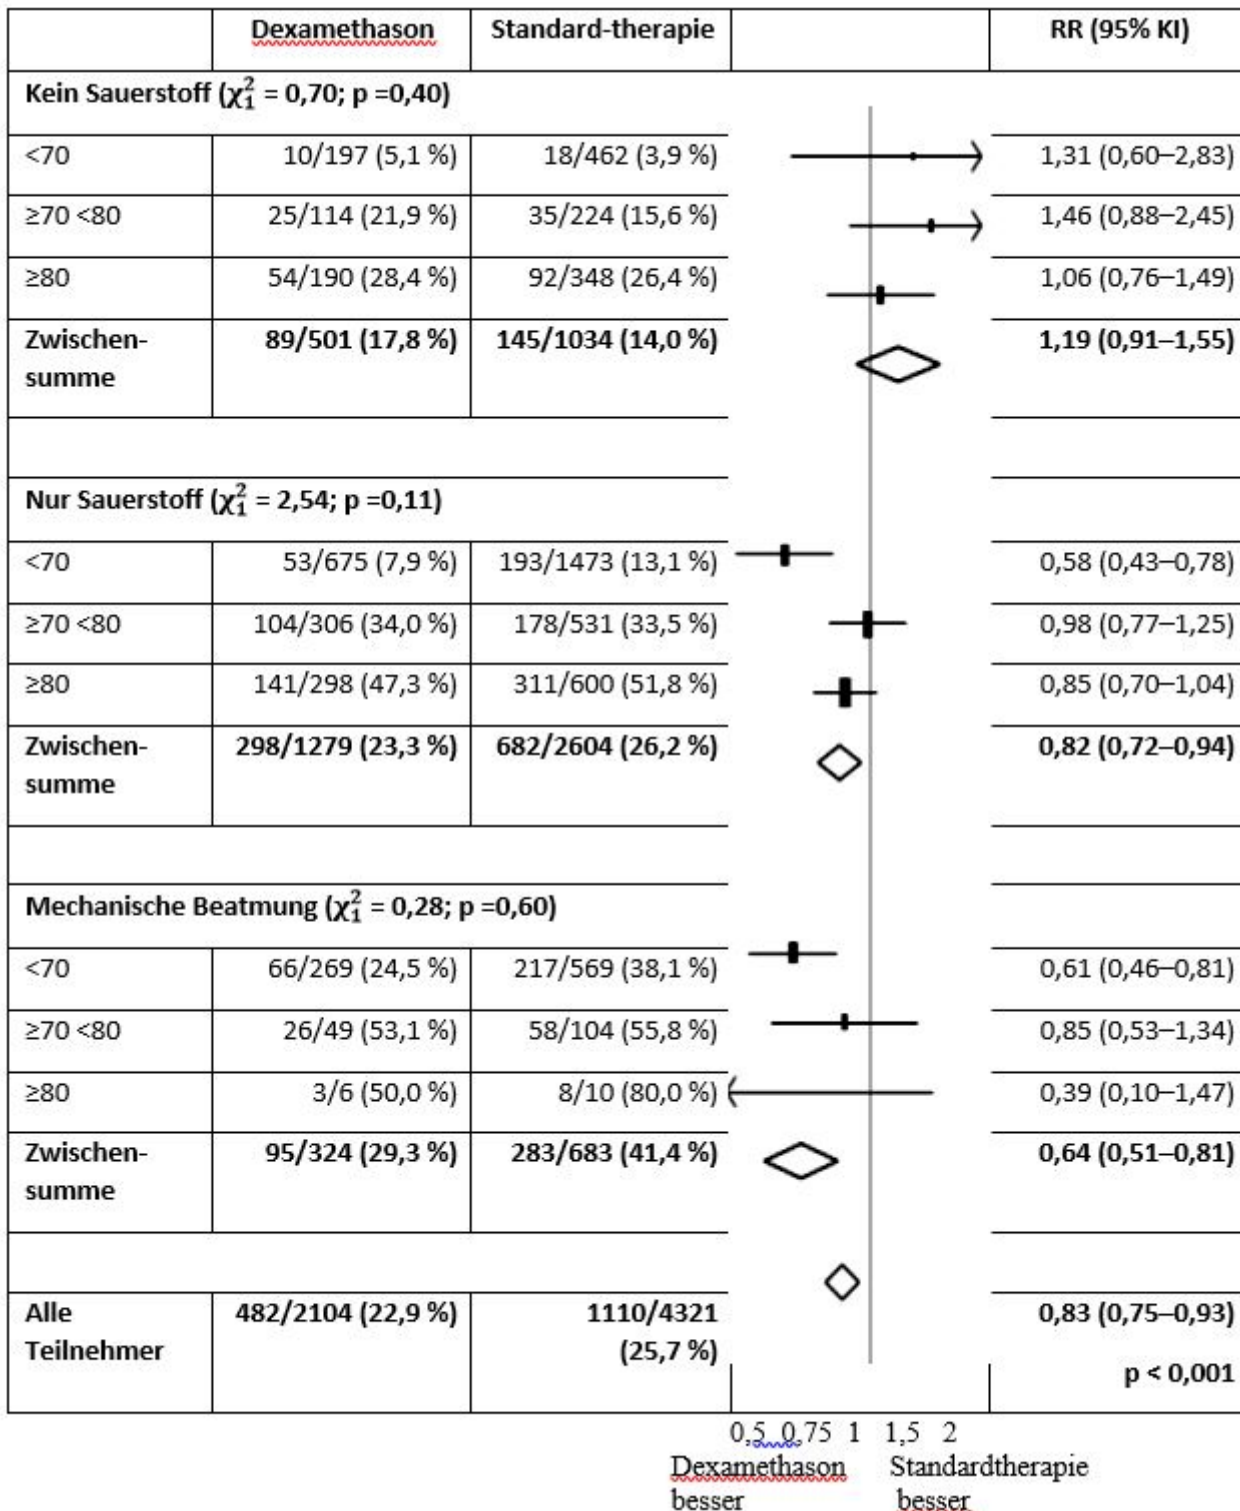 Dexamethason Standard-therapie RR (95% KI)
Kein Sauerstoff (χ₁² = 0,70; p =0,40)
<70 10/197 (5,1 %) 18/462 (3,9 %) 1,31 (0,60–2,83)
≥70 <80 25/114 (21,9 %) 35/224 (15,6 %) 1,46 (0,88–2,45)
≥80 54/190 (28,4 %) 92/348 (26,4 %) 1,06 (0,76–1,49)
Zwischen- 89/501 (17,8 %) 145/1034 (14,0 %) 1,19 (0,91–1,55)
summe
Nur Sauerstoff (χ₁² = 2,54; p =0,11)
<70 53/675 (7,9 %) 193/1473 (13,1 %) 0,58 (0,43–0,78)
≥70 <80 104/306 (34,0 %) 178/531 (33,5 %) 0,98 (0,77–1,25)
≥80 141/298 (47,3 %) 311/600 (51,8 %) 0,85 (0,70–1,04)
Zwischen- 298/1279 (23,3 %) 682/2604 (26,2 %) 0,82 (0,72–0,94)
summe
Mechanische Beatmung (χ₁² = 0,28; p =0,60)
<70 66/269 (24,5 %) 217/569 (38,1 %) 0,61 (0,46–0,81)
≥70 <80 26/49 (53,1 %) 58/104 (55,8 %) 0,85 (0,53–1,34)
≥80 3/6 (50,0 %) 8/10 (80,0 %) 0,39 (0,10–1,47)
Zwischen- 95/324 (29,3 %) 283/683 (41,4 %) 0,64 (0,51–0,81)
summe
Alle 482/2104 (22,9 %) 1110/4321 0,83 (0,75–0,93)
Teilnehmer (25,7 %) p < 0,001
0,5 0,75 1 1,5 2
Dexamethason Standardtherapie
besser besser